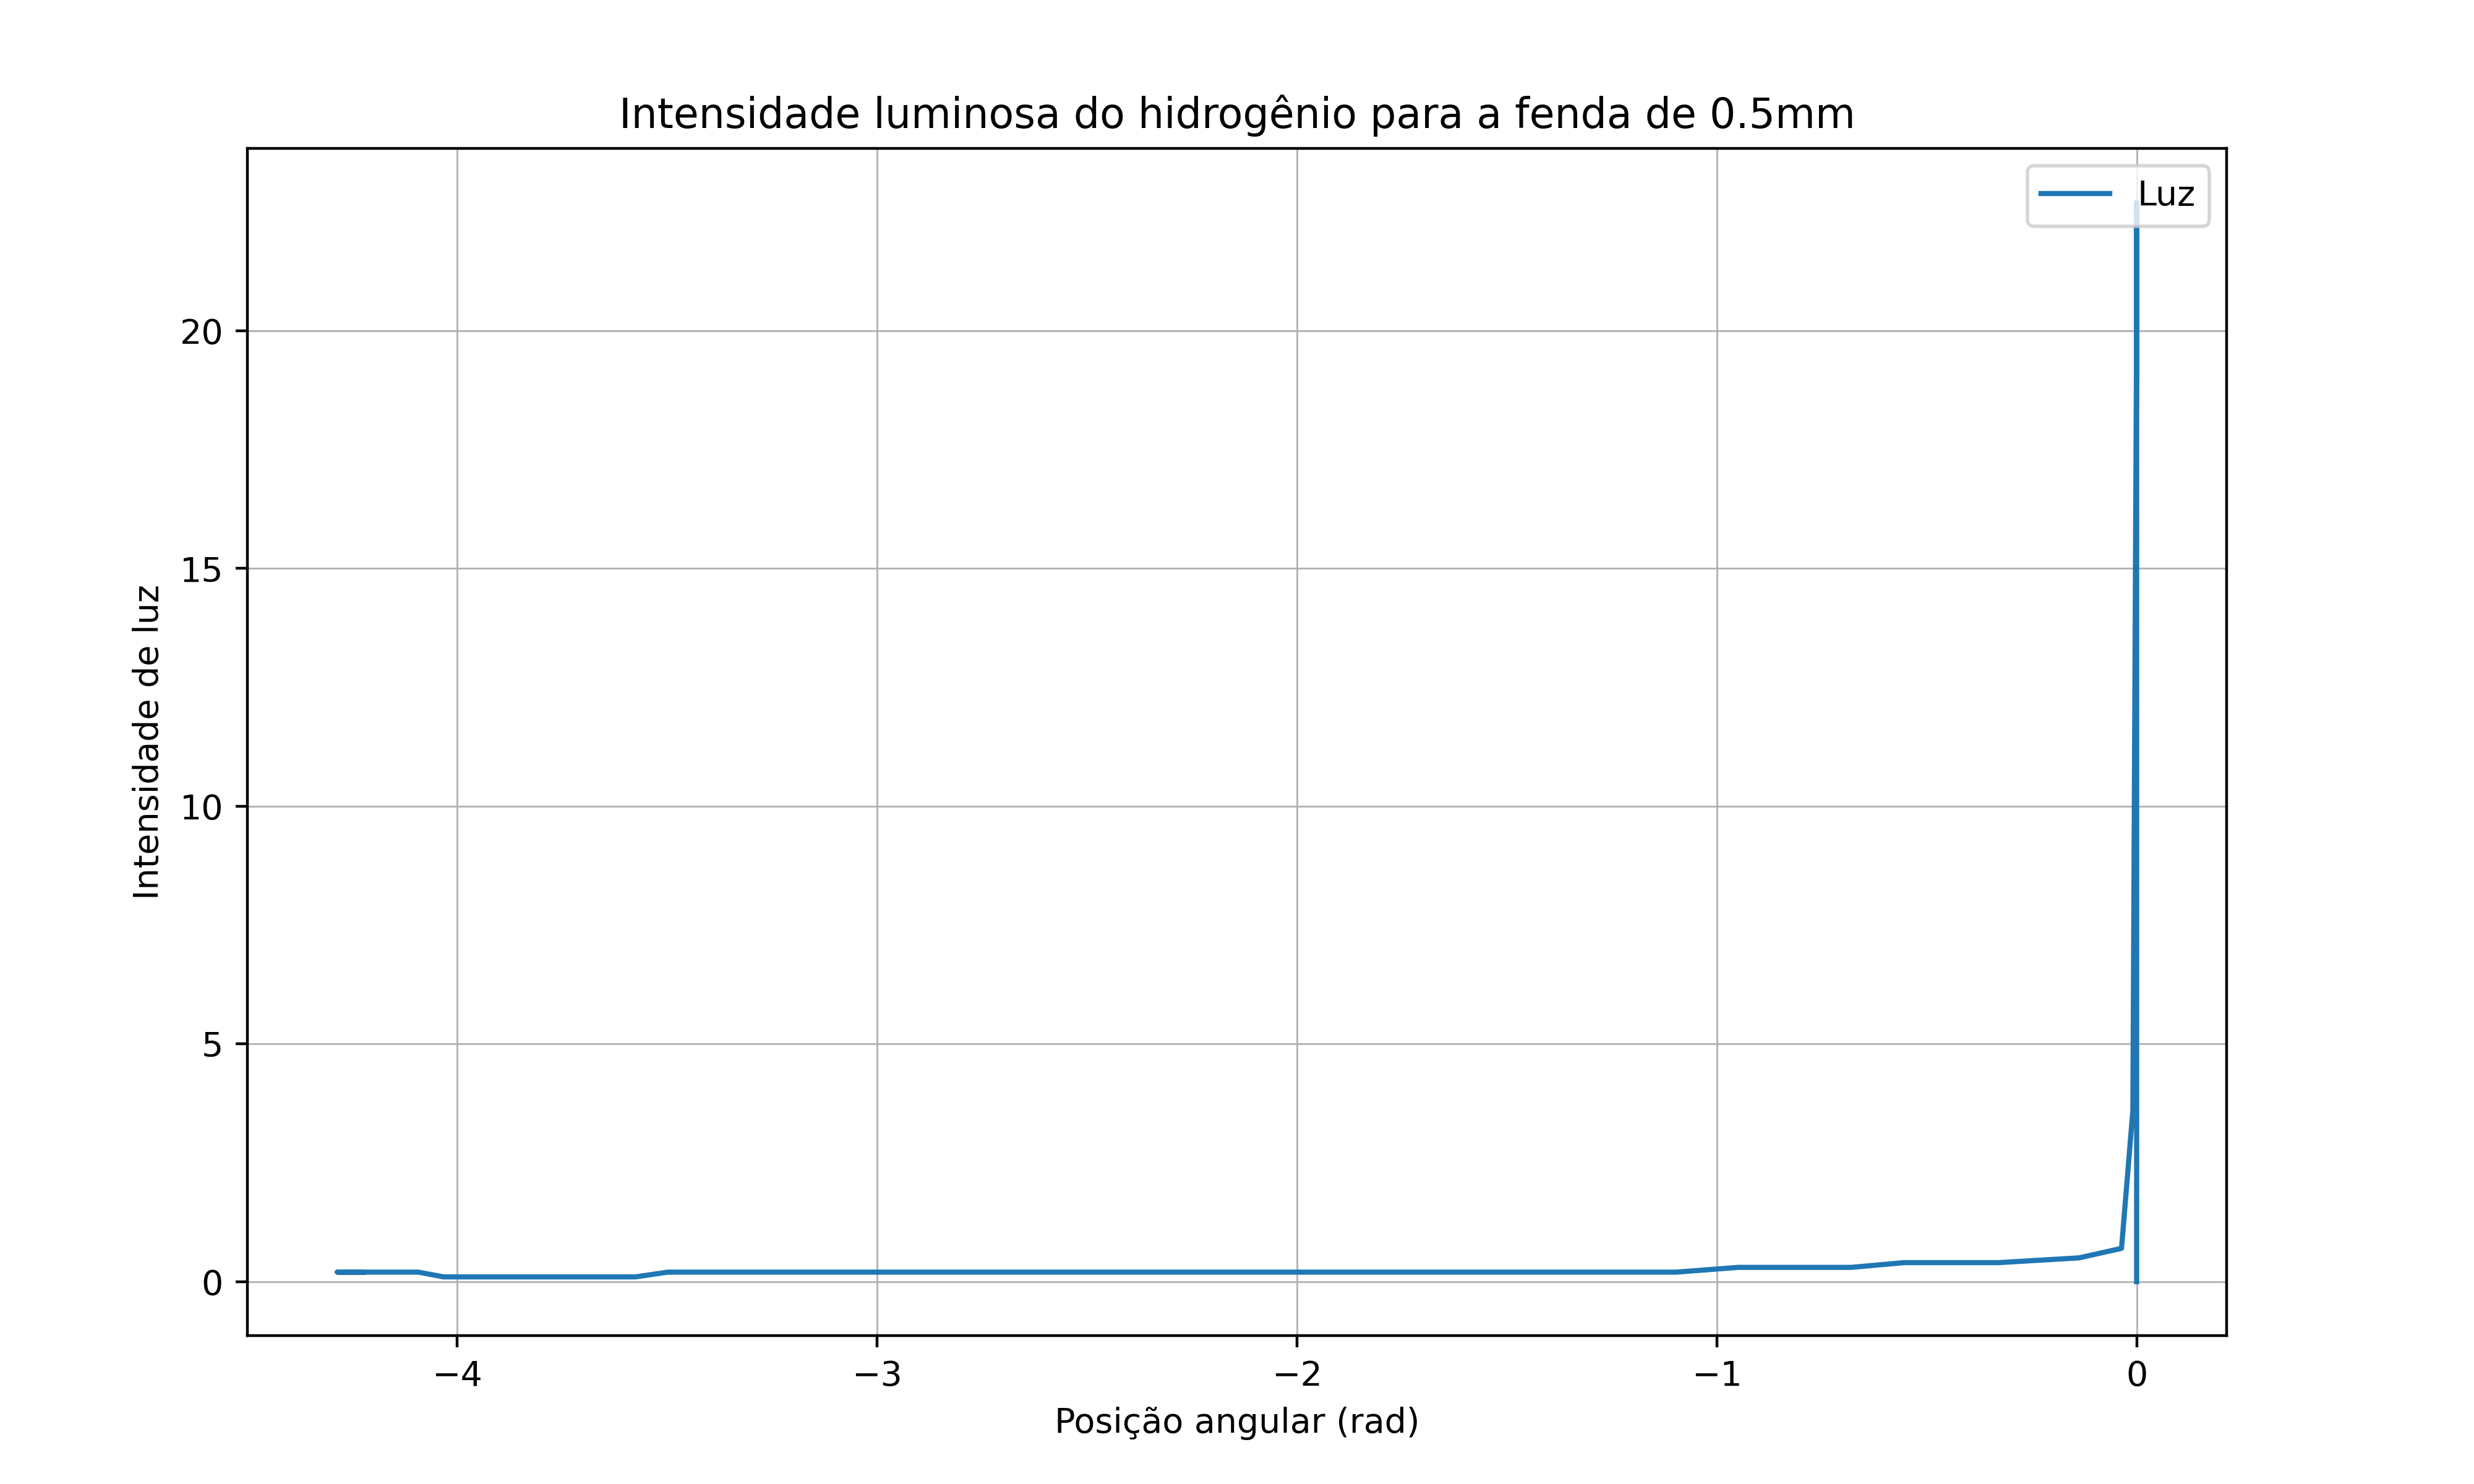 Intensidade luminosa do hidrogênio para a fenda de 0.5mm
Luz
Intensidade de luz
20
15
10
5
0
−4
−3
−2
−1
0
Posição angular (rad)